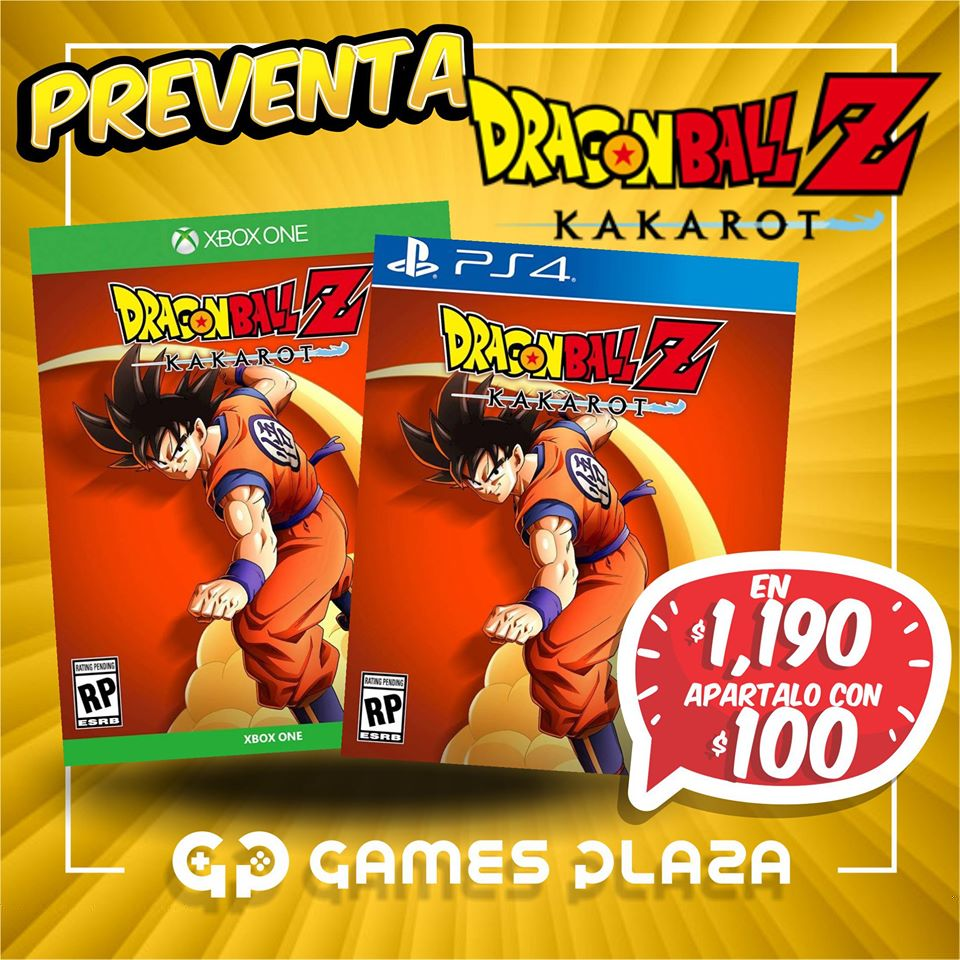 PREVENTA
DRAGON BALL Z
KAKAROT
XBOX ONE
DRAGON BALL Z
KAKAROT
RATING PENDING
RP
ESRB
XBOX ONE
PS4
DRAGON BALL Z
KAKAROT
RATING PENDING
RP
ESRB
EN
$1,190
APARTALO CON
$100
GP GAMES PLAZA